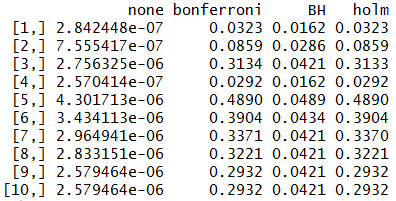 none bonferroni BH holm
[1,] 2.842448e-07 0.0323 0.0162 0.0323
[2,] 7.555417e-07 0.0859 0.0286 0.0859
[3,] 2.756325e-06 0.3134 0.0421 0.3133
[4,] 2.570414e-07 0.0292 0.0162 0.0292
[5,] 4.301713e-06 0.4890 0.0489 0.4890
[6,] 3.434113e-06 0.3904 0.0434 0.3904
[7,] 2.964941e-06 0.3371 0.0421 0.3370
[8,] 2.833151e-06 0.3221 0.0421 0.3221
[9,] 2.579464e-06 0.2932 0.0421 0.2932
[10,] 2.579464e-06 0.2932 0.0421 0.2932